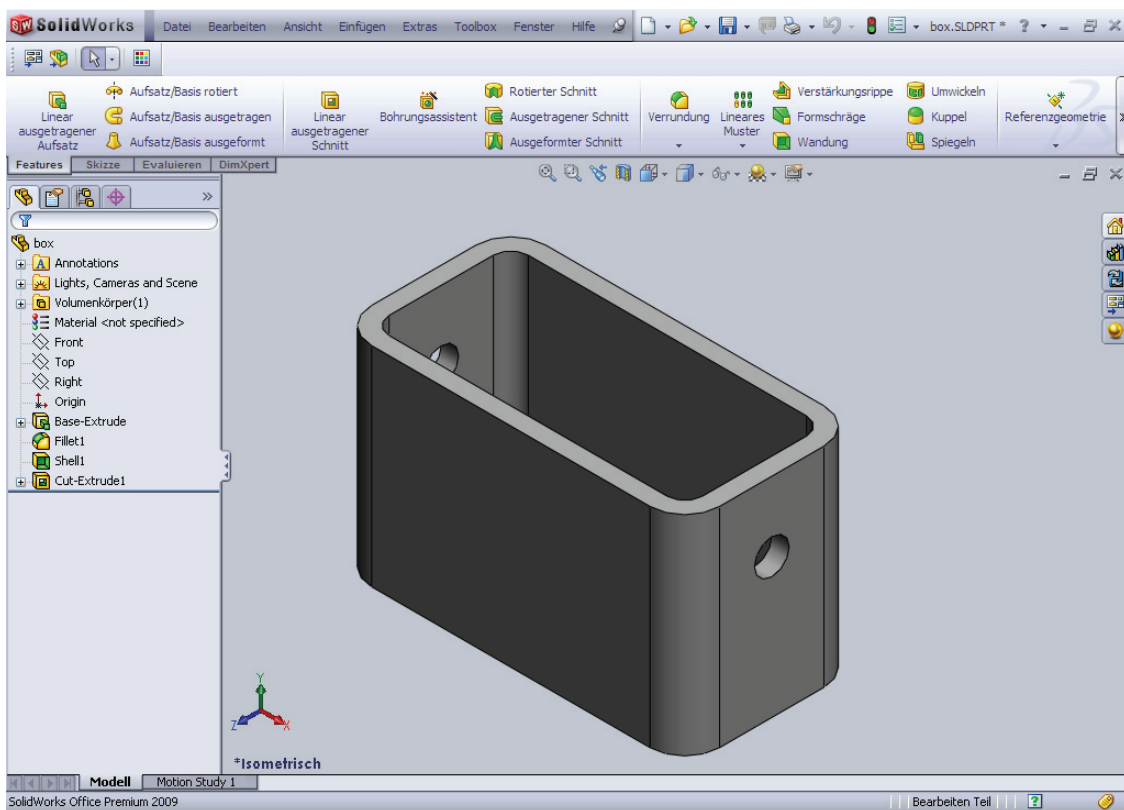 SolidWorks Datei Bearbeiten Ansicht Einfügen Extras Toolbox Fenster Hilfe box.SLDPRT * ?
Linear ausgetragener Aufsatz
Aufsatz/Basis rotiert
Aufsatz/Basis ausgetragen
Aufsatz/Basis ausgeformt
Linear ausgetragener Schnitt
Bohrungsassistent
Rotierter Schnitt
Ausgetragener Schnitt
Ausgeformter Schnitt
Verrundung
Lineares Muster
Verstärkungsrippe
Formschräge
Wandung
Umwickeln
Kuppel
Spiegeln
Referenzgeometrie
Features Skizze Evaluieren DimXpert
box
Annotations
Lights, Cameras and Scene
Volumenkörper(1)
Material <not specified>
Front
Top
Right
Origin
Base-Extrude
Fillet1
Shell1
Cut-Extrude1
Y
Z X
*Isometrisch
Modell Motion Study 1
SolidWorks Office Premium 2009 Bearbeiten Teil ?